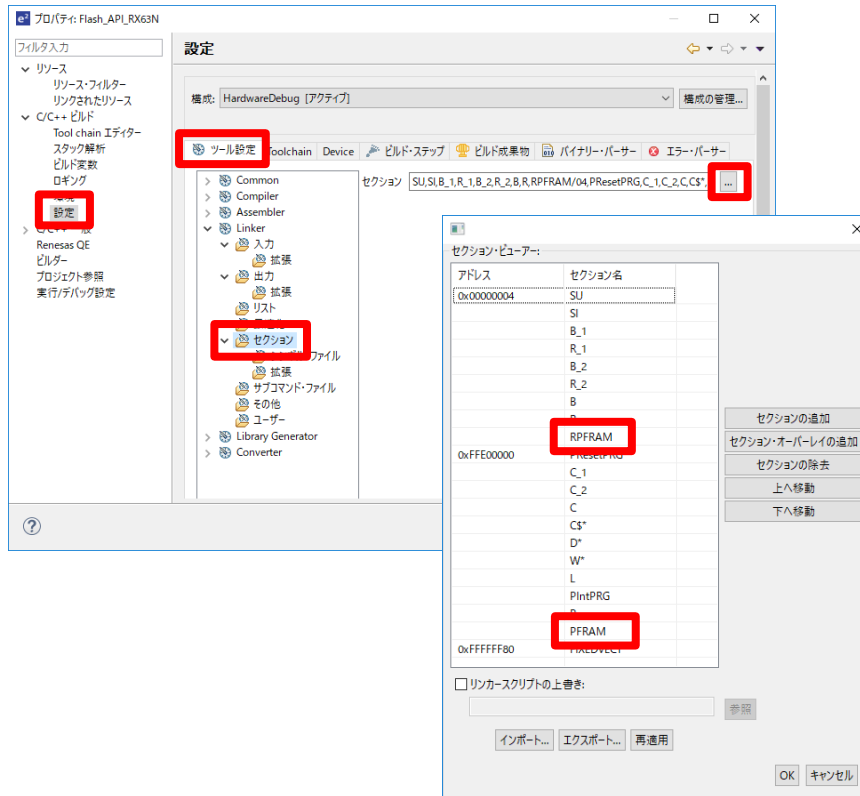 e² プロパティ: Flash_API_RX63N
フィルタ入力
リソース
リソース・フィルター
リンクされたリソース
C/C++ ビルド
Tool chain エディター
スタック解析
ビルド変数
ロギング
設定
Renesas QE
ビルダー
プロジェクト参照
実行/デバッグ設定
設定
構成: HardwareDebug [アクティブ]
構成の管理...
ツール設定 Toolchain Device ビルド・ステップ ビルド成果物 バイナリー・パーサー エラー・パーサー
Common
Compiler
Assembler
Linker
入力
拡張
出力
拡張
リスト
セクション
拡張
サブコマンド・ファイル
その他
ユーザー
Library Generator
Converter
セクション SU,SI,B_1,R_1,B_2,R_2,B,R,RPFRAM/04,PResetPRG,C_1,C_2,C,C$*, ...
セクション・ビューアー:
アドレス セクション名
0x00000004 SU
SI
B_1
R_1
B_2
R_2
B
RPFRAM
0xFFE00000 PResetPRG
C_1
C_2
C
C$*
D*
W*
L
PIntPRG
PFRAM
0xFFFFFF80 FIXEDVECT
セクションの追加
セクション・オーバーレイの追加
セクションの除去
上へ移動
下へ移動
リンカースクリプトの上書き:
参照
インポート... エクスポート... 再適用
OK キャンセル